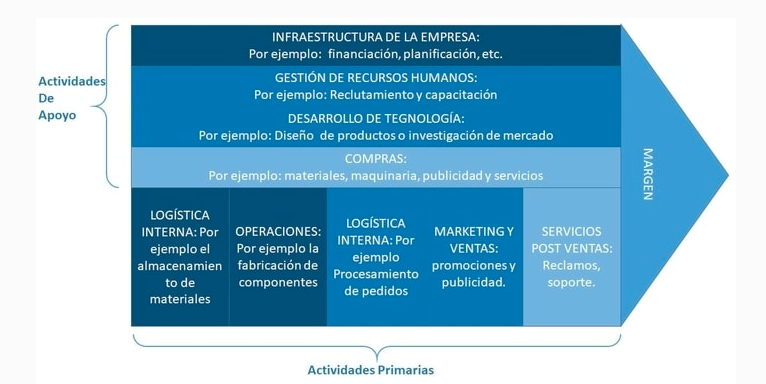 INFRAESTRUCTURA DE LA EMPRESA:
Por ejemplo: financiación, planificación, etc.
Actividades
De
Apoyo
GESTIÓN DE RECURSOS HUMANOS:
Por ejemplo: Reclutamiento y capacitación
DESARROLLO DE TEGNOLOGÍA:
Por ejemplo: Diseño de productos o investigación de mercado
COMPRAS:
Por ejemplo: materiales, maquinaria, publicidad y servicios
MARGEN
LOGÍSTICA
INTERNA: Por
ejemplo el
almacenamien
to de
materiales
OPERACIONES:
Por ejemplo la
fabricación de
componentes
LOGÍSTICA
INTERNA: Por
ejemplo
Procesamiento
de pedidos
MARKETING Y
VENTAS:
promociones y
publicidad.
SERVICIOS
POST VENTAS:
Reclamos,
soporte.
Actividades Primarias